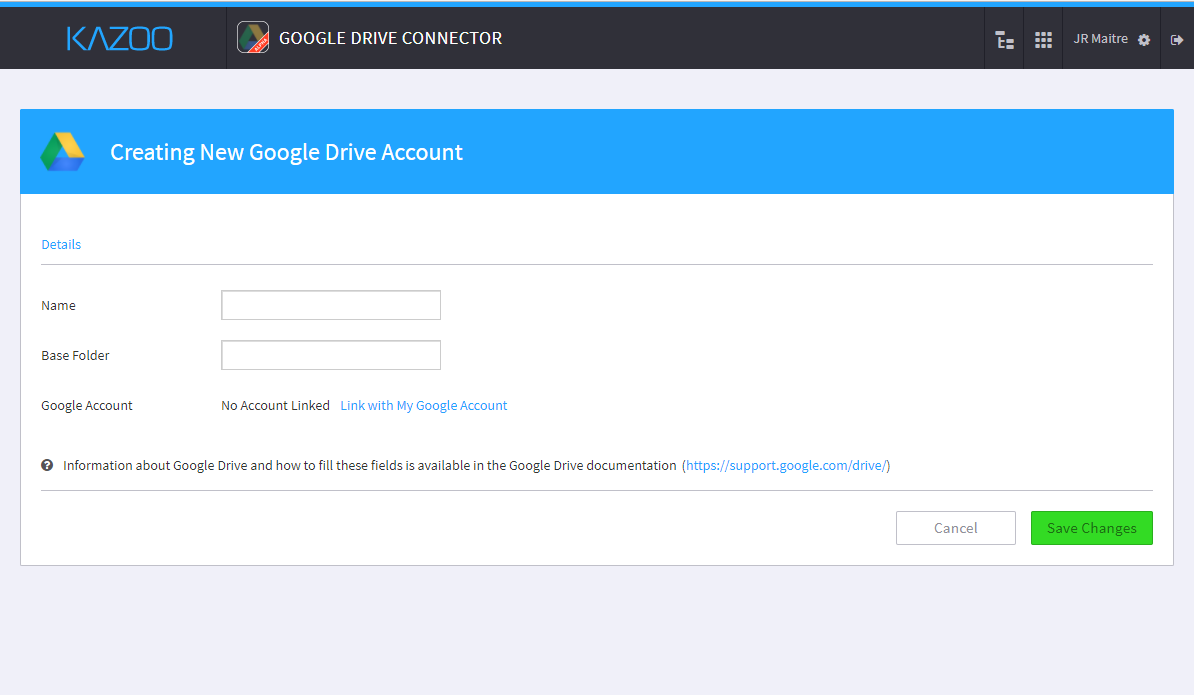 KAZOO
GOOGLE DRIVE CONNECTOR
JR Maitre
Creating New Google Drive Account
Details
Name
Base Folder
Google Account No Account Linked Link with My Google Account
Information about Google Drive and how to fill these fields is available in the Google Drive documentation (https://support.google.com/drive/)
Cancel Save Changes